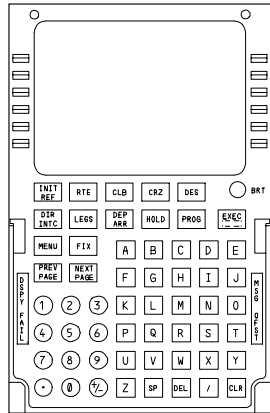 INIT REF RTE CLB CRZ DES BRT
DIR INTC LEGS DEP ARR HOLD PROG EXEC
MENU FIX
PREV PAGE NEXT PAGE
A B C D E
F G H I J
1 2 3 K L M N O
4 5 6 P Q R S T
7 8 9 U V W X Y
. 0 +/- Z SP DEL / CLR
DSPY FAIL
MSG OFST